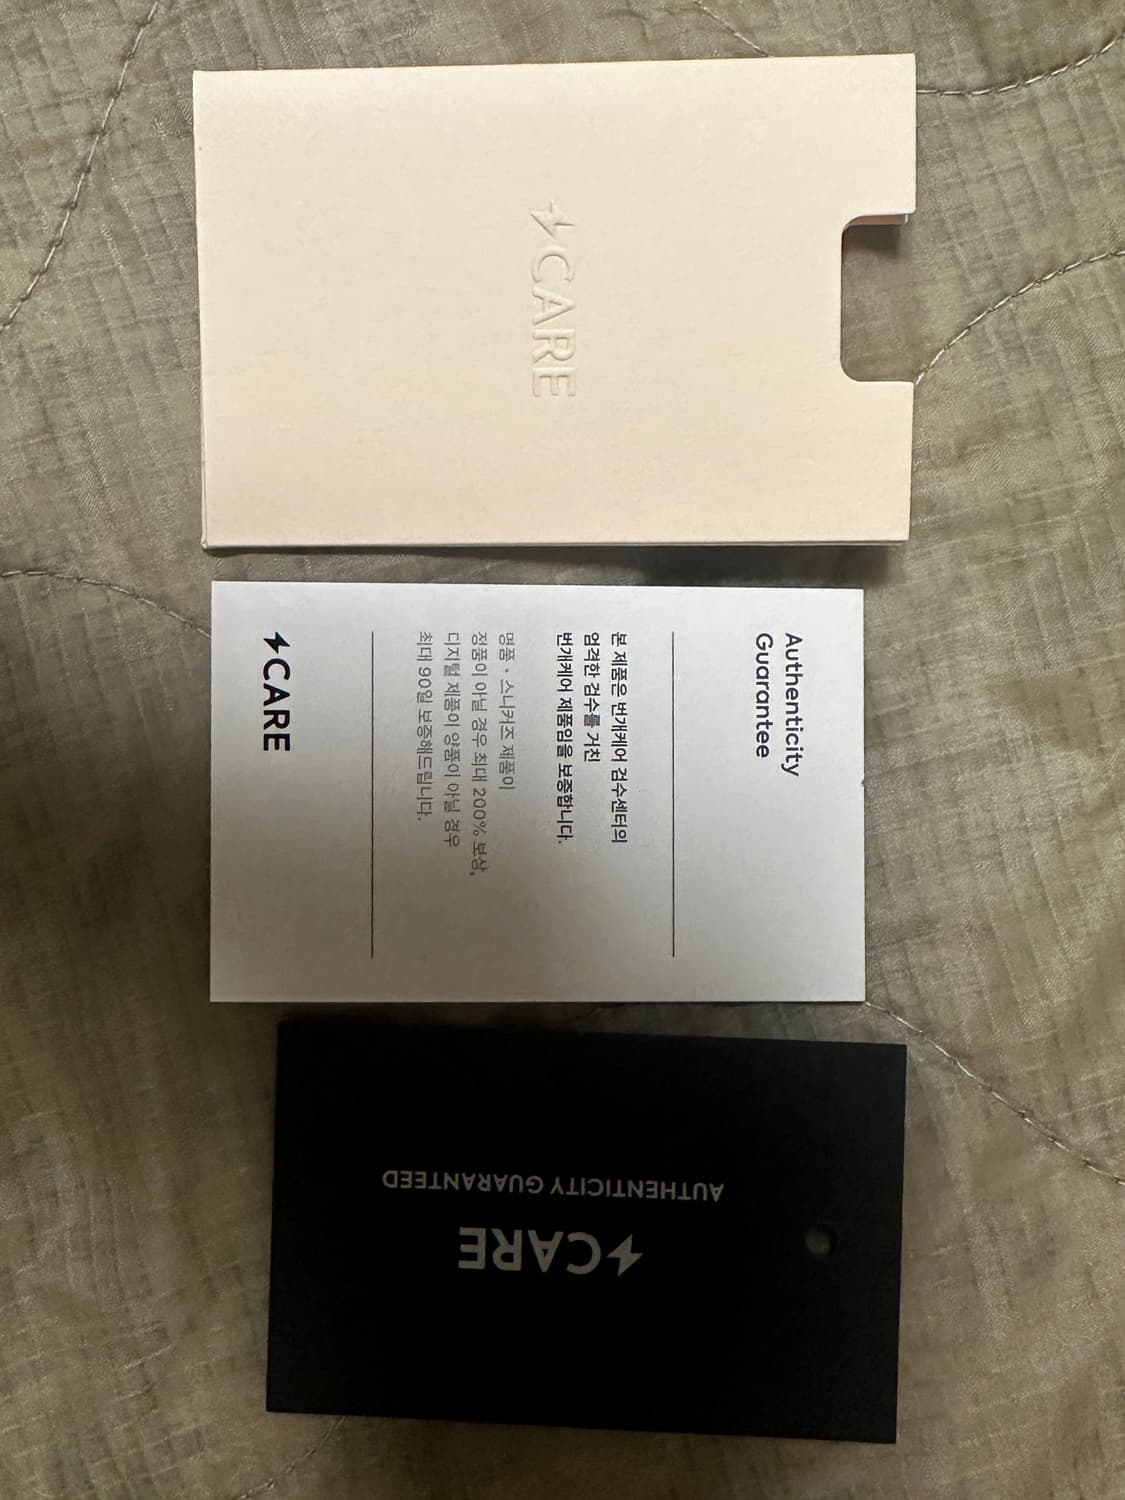 CARE
Authenticity
Guarantee
본 제품은 번개케어 검수센터의
엄격한 검수를 거친
번개케어 제품임을 보증합니다.
명품 · 스니커즈 제품이
정품이 아닐 경우 최대 200% 보상,
디지털 제품이 양품이 아닐 경우
최대 90일 보증해드립니다.
CARE
CARE
AUTHENTICITY GUARANTEED